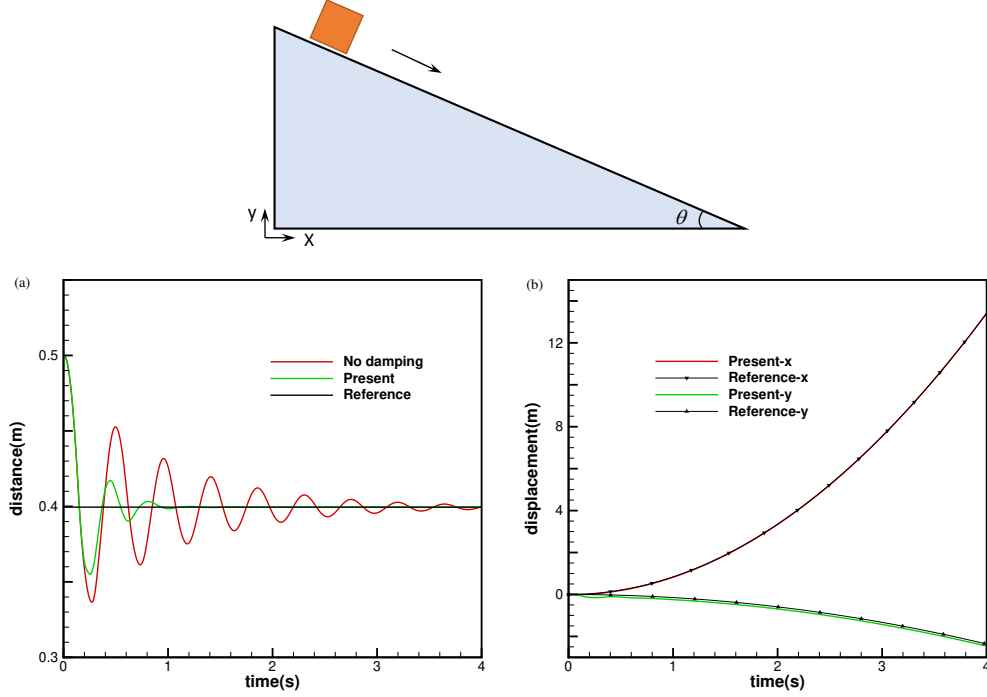 θ
y
X
(a)
0.5
0.4
0.3
0
1
2
3
4
distance(m)
time(s)
No damping
Present
Reference
(b)
12
8
4
0
0
1
2
3
4
displacement(m)
time(s)
Present-x
Reference-x
Present-y
Reference-y